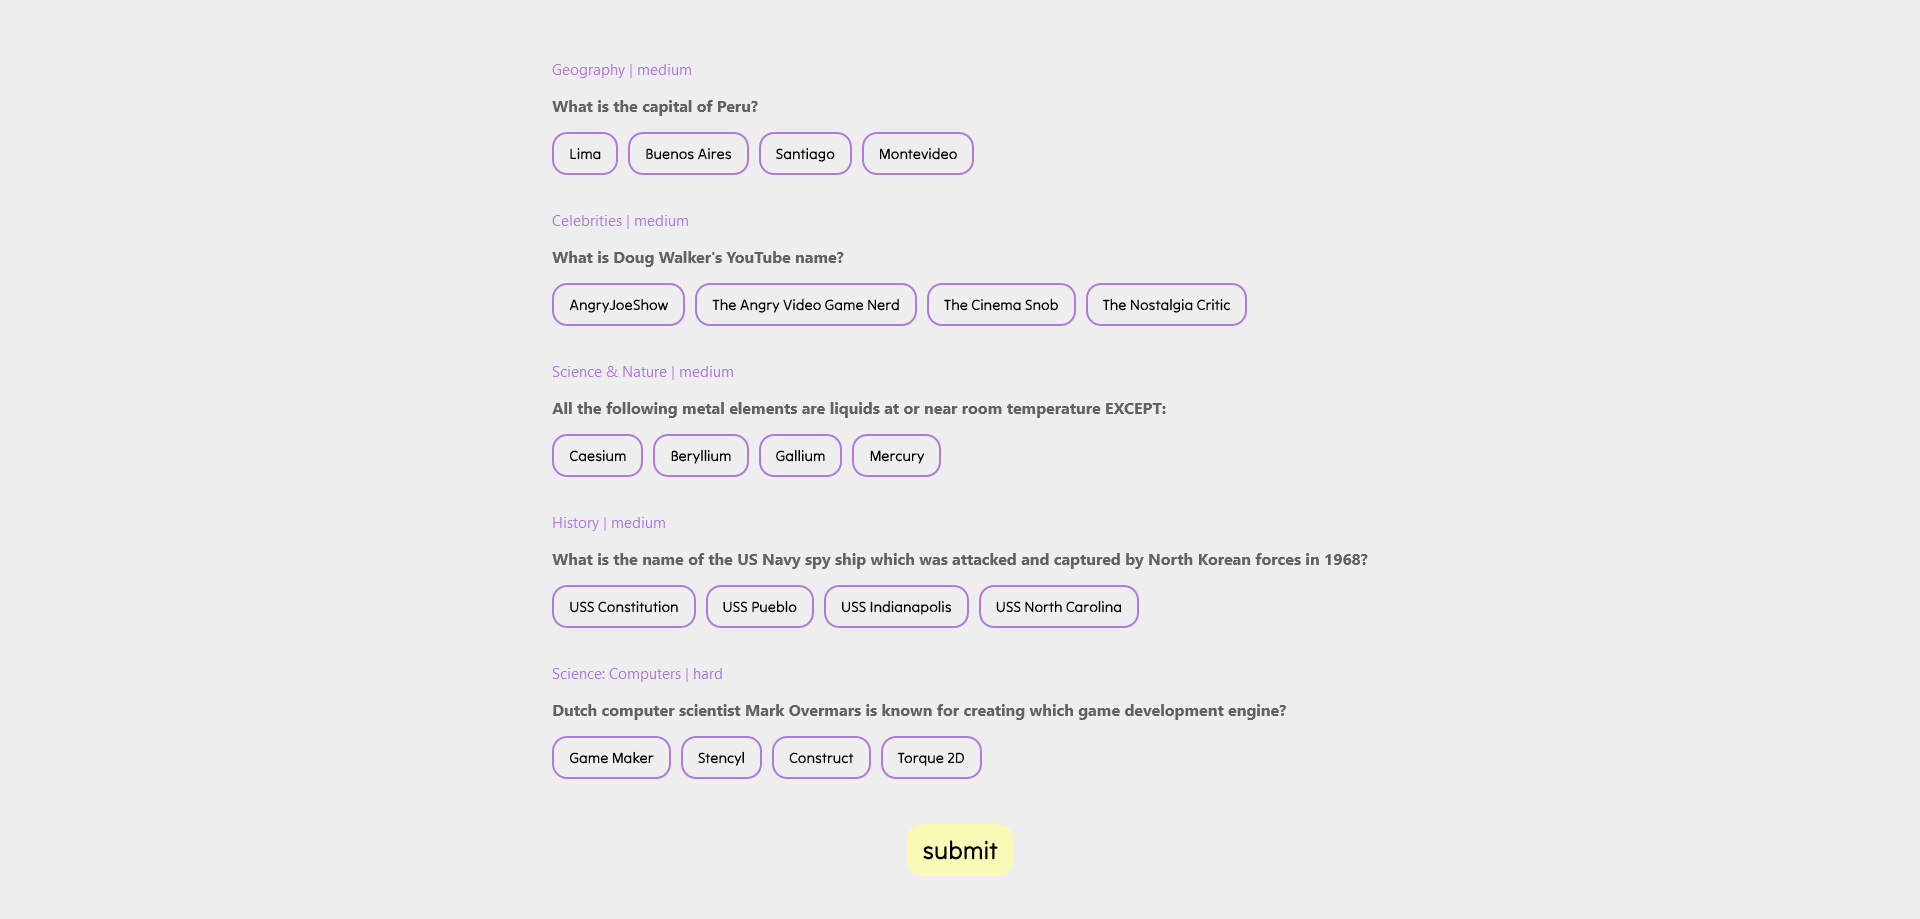 Geography | medium
What is the capital of Peru?
Lima Buenos Aires Santiago Montevideo
Celebrities | medium
What is Doug Walker's YouTube name?
AngryJoeShow The Angry Video Game Nerd The Cinema Snob The Nostalgia Critic
Science & Nature | medium
All the following metal elements are liquids at or near room temperature EXCEPT:
Caesium Beryllium Gallium Mercury
History | medium
What is the name of the US Navy spy ship which was attacked and captured by North Korean forces in 1968?
USS Constitution USS Pueblo USS Indianapolis USS North Carolina
Science: Computers | hard
Dutch computer scientist Mark Overmars is known for creating which game development engine?
Game Maker Stencyl Construct Torque 2D
submit